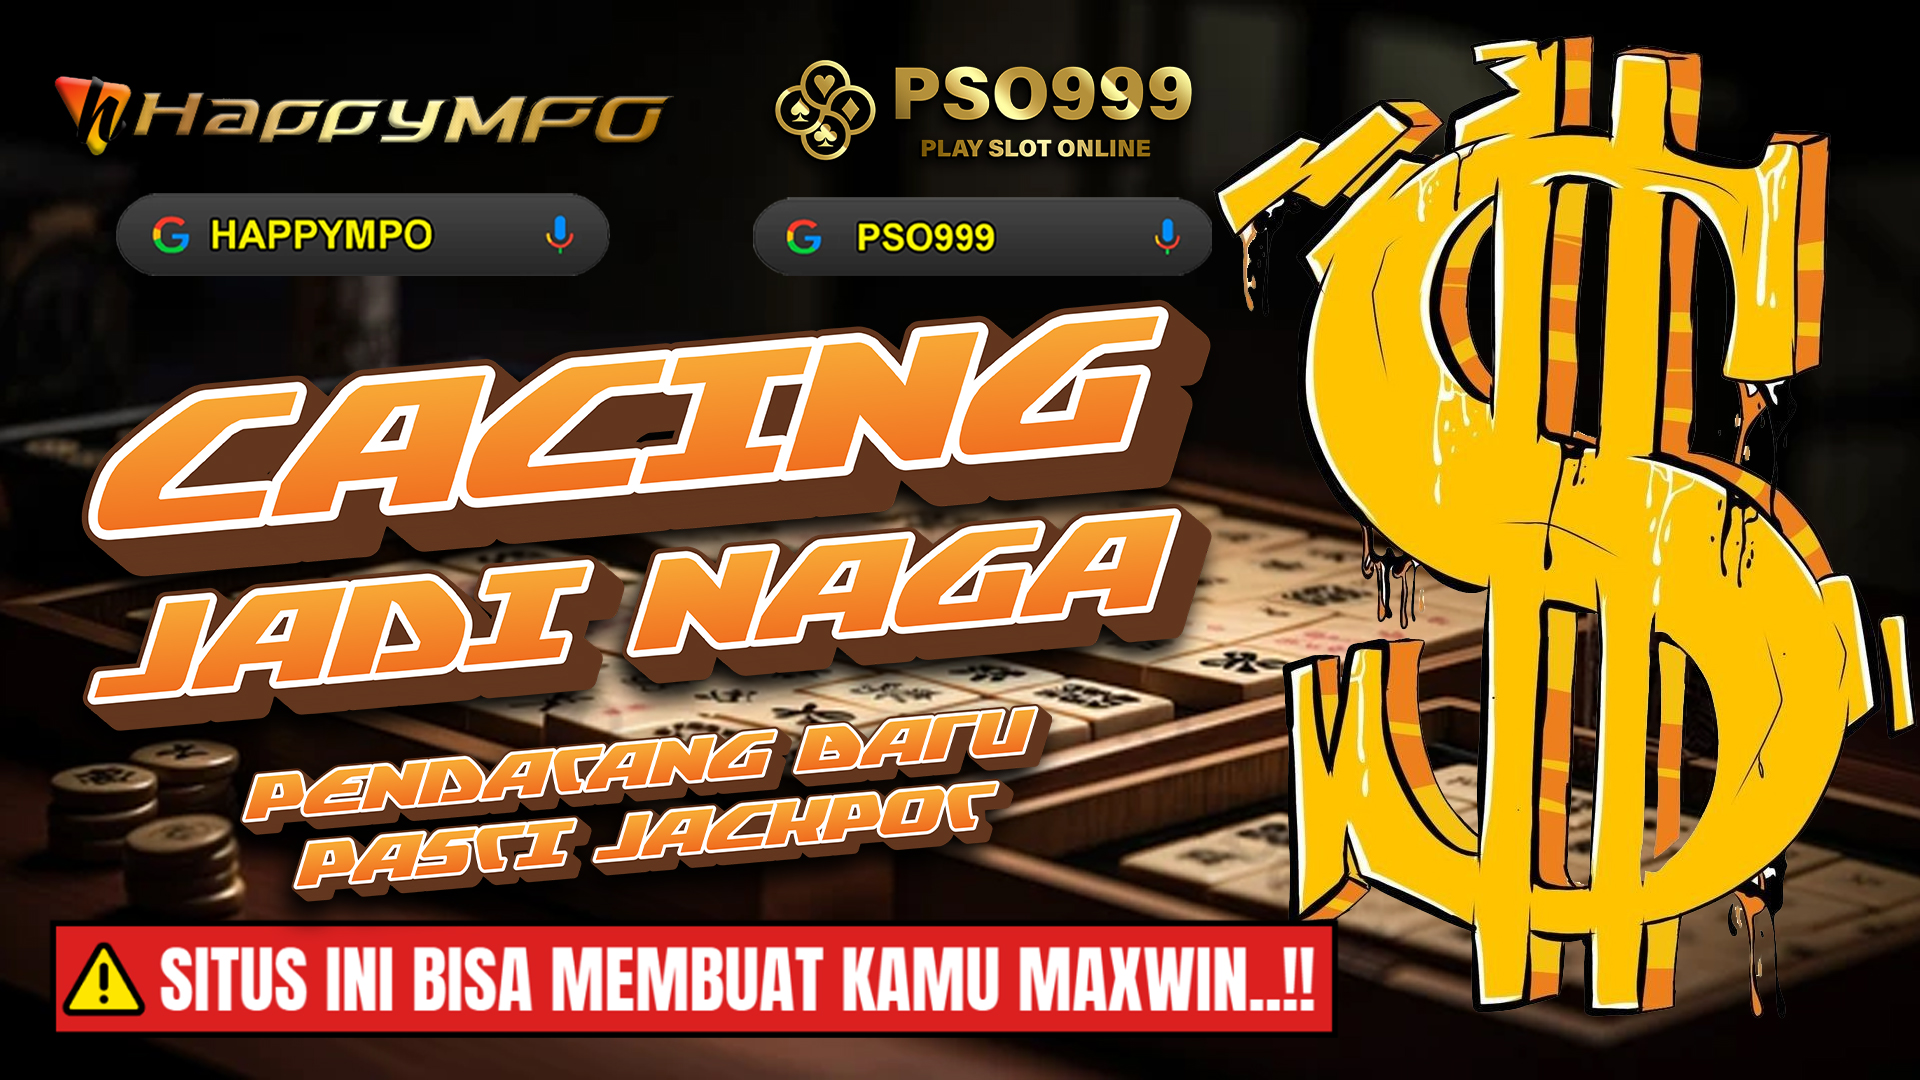 HappyMPO
PSO999
PLAY SLOT ONLINE
HAPPYMPO
PSO999
CACING
JADI NAGA
PENDATANG BARU
PASTI JACKPOT
SITUS INI BISA MEMBUAT KAMU MAXWIN..!!